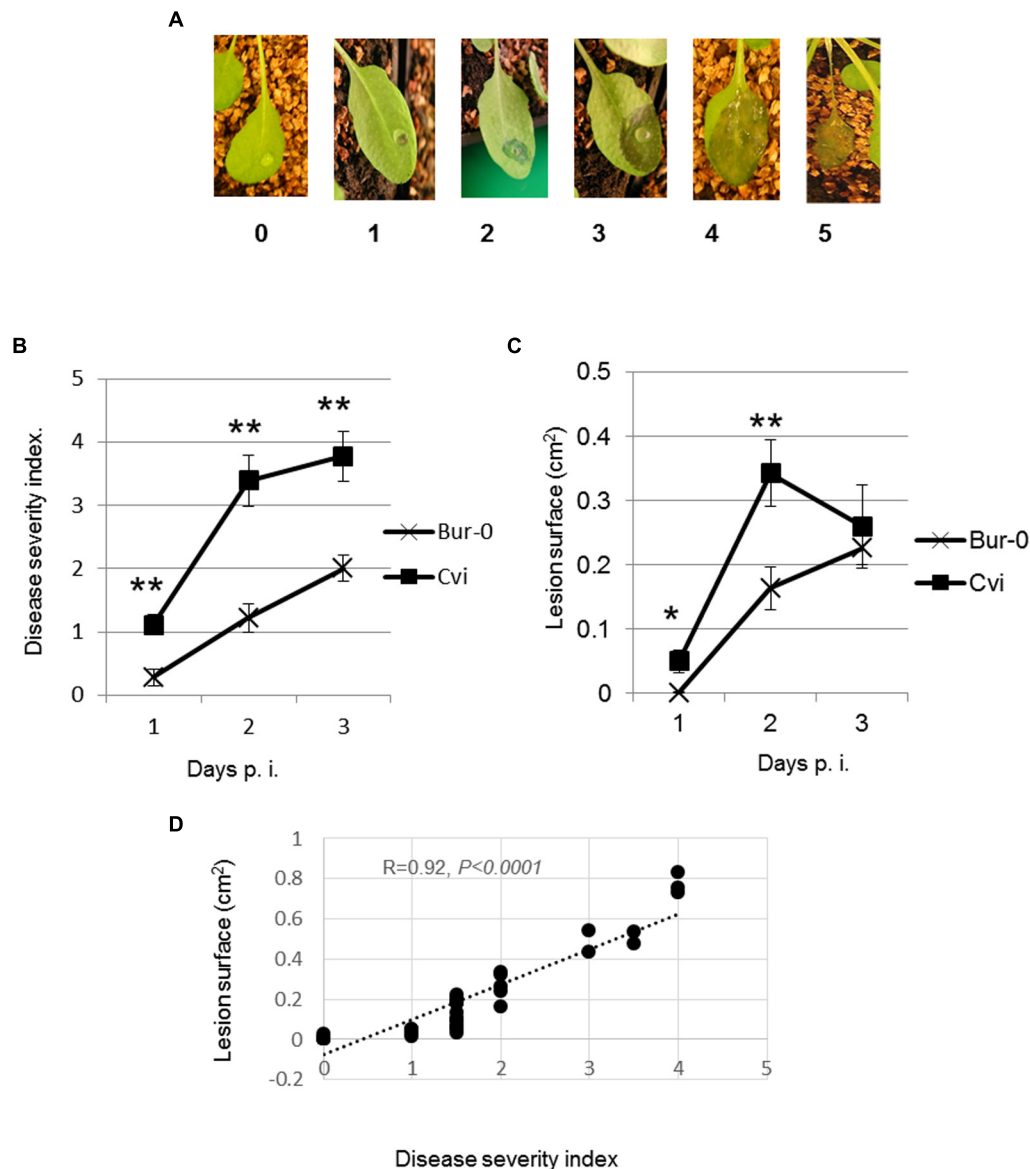 A
0 1 2 3 4 5
B
Disease severity index.
5
4
3
2
1
0
** ** **
Bur-0
Cvi
1 2 3
Days p. i.
C
Lesion surface (cm²)
0.5
0.4
0.3
0.2
0.1
0
* **
Bur-0
Cvi
1 2 3
Days p. i.
D
Lesion surface (cm²)
1
0.8
0.6
0.4
0.2
0
-0.2
R=0.92, P<0.0001
0 1 2 3 4 5
Disease severity index